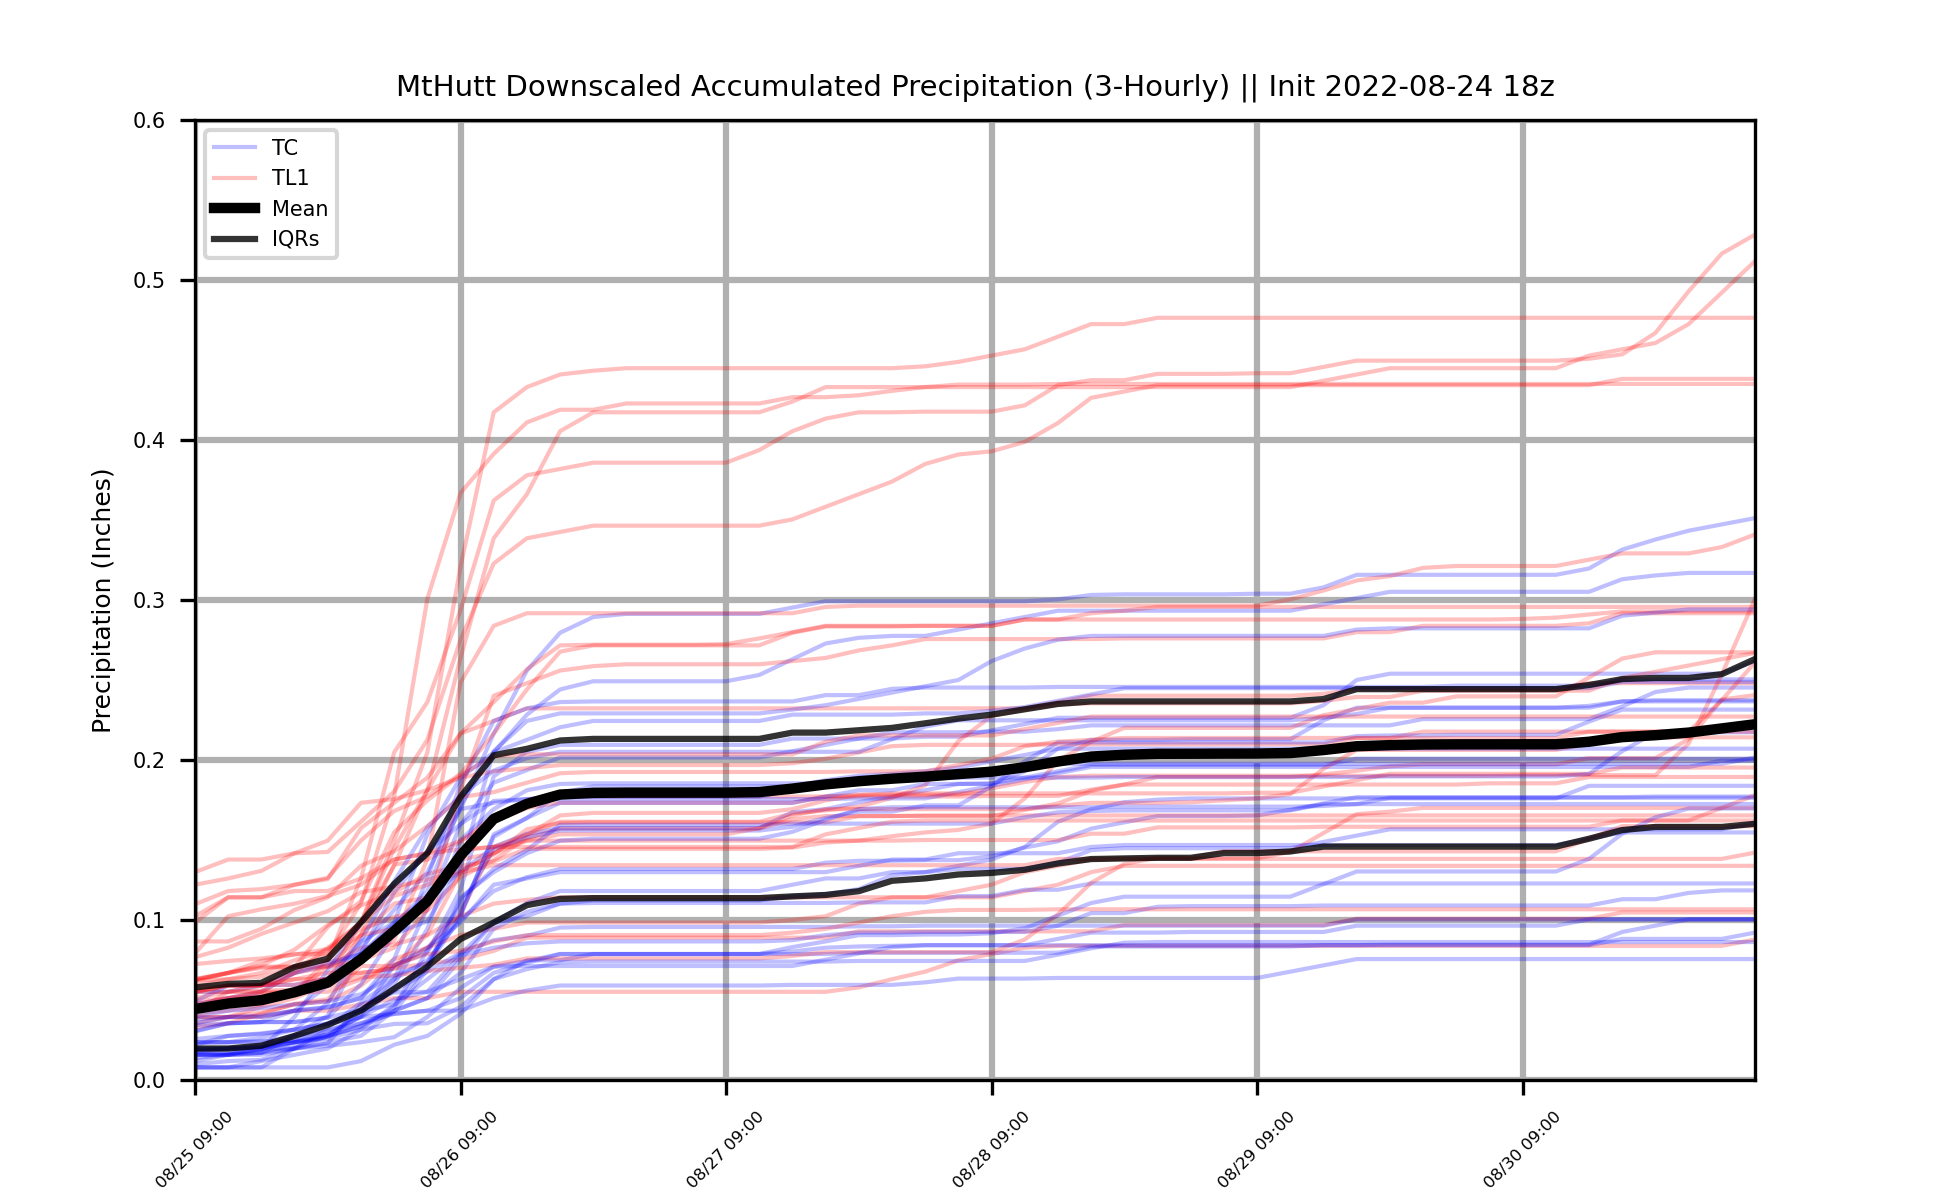 MtHutt Downscaled Accumulated Precipitation (3-Hourly) || Init 2022-08-24 18z
TC
TL1
Mean
IQRs
Precipitation (Inches)
0.6
0.5
0.4
0.3
0.2
0.1
0.0
08/25 09:00
08/26 09:00
08/27 09:00
08/28 09:00
08/29 09:00
08/30 09:00